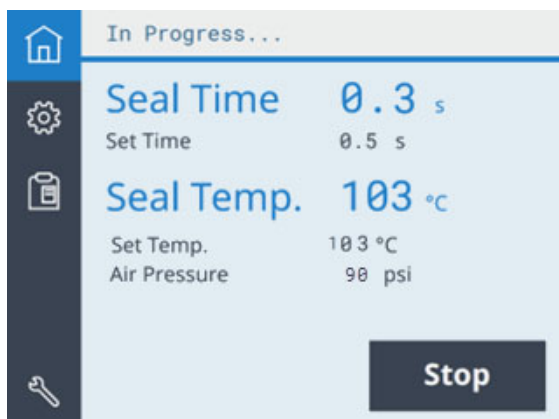 In Progress...
Seal Time 0.3 s
Set Time 0.5 s
Seal Temp. 103 °C
Set Temp. 103 °C
Air Pressure 90 psi
Stop